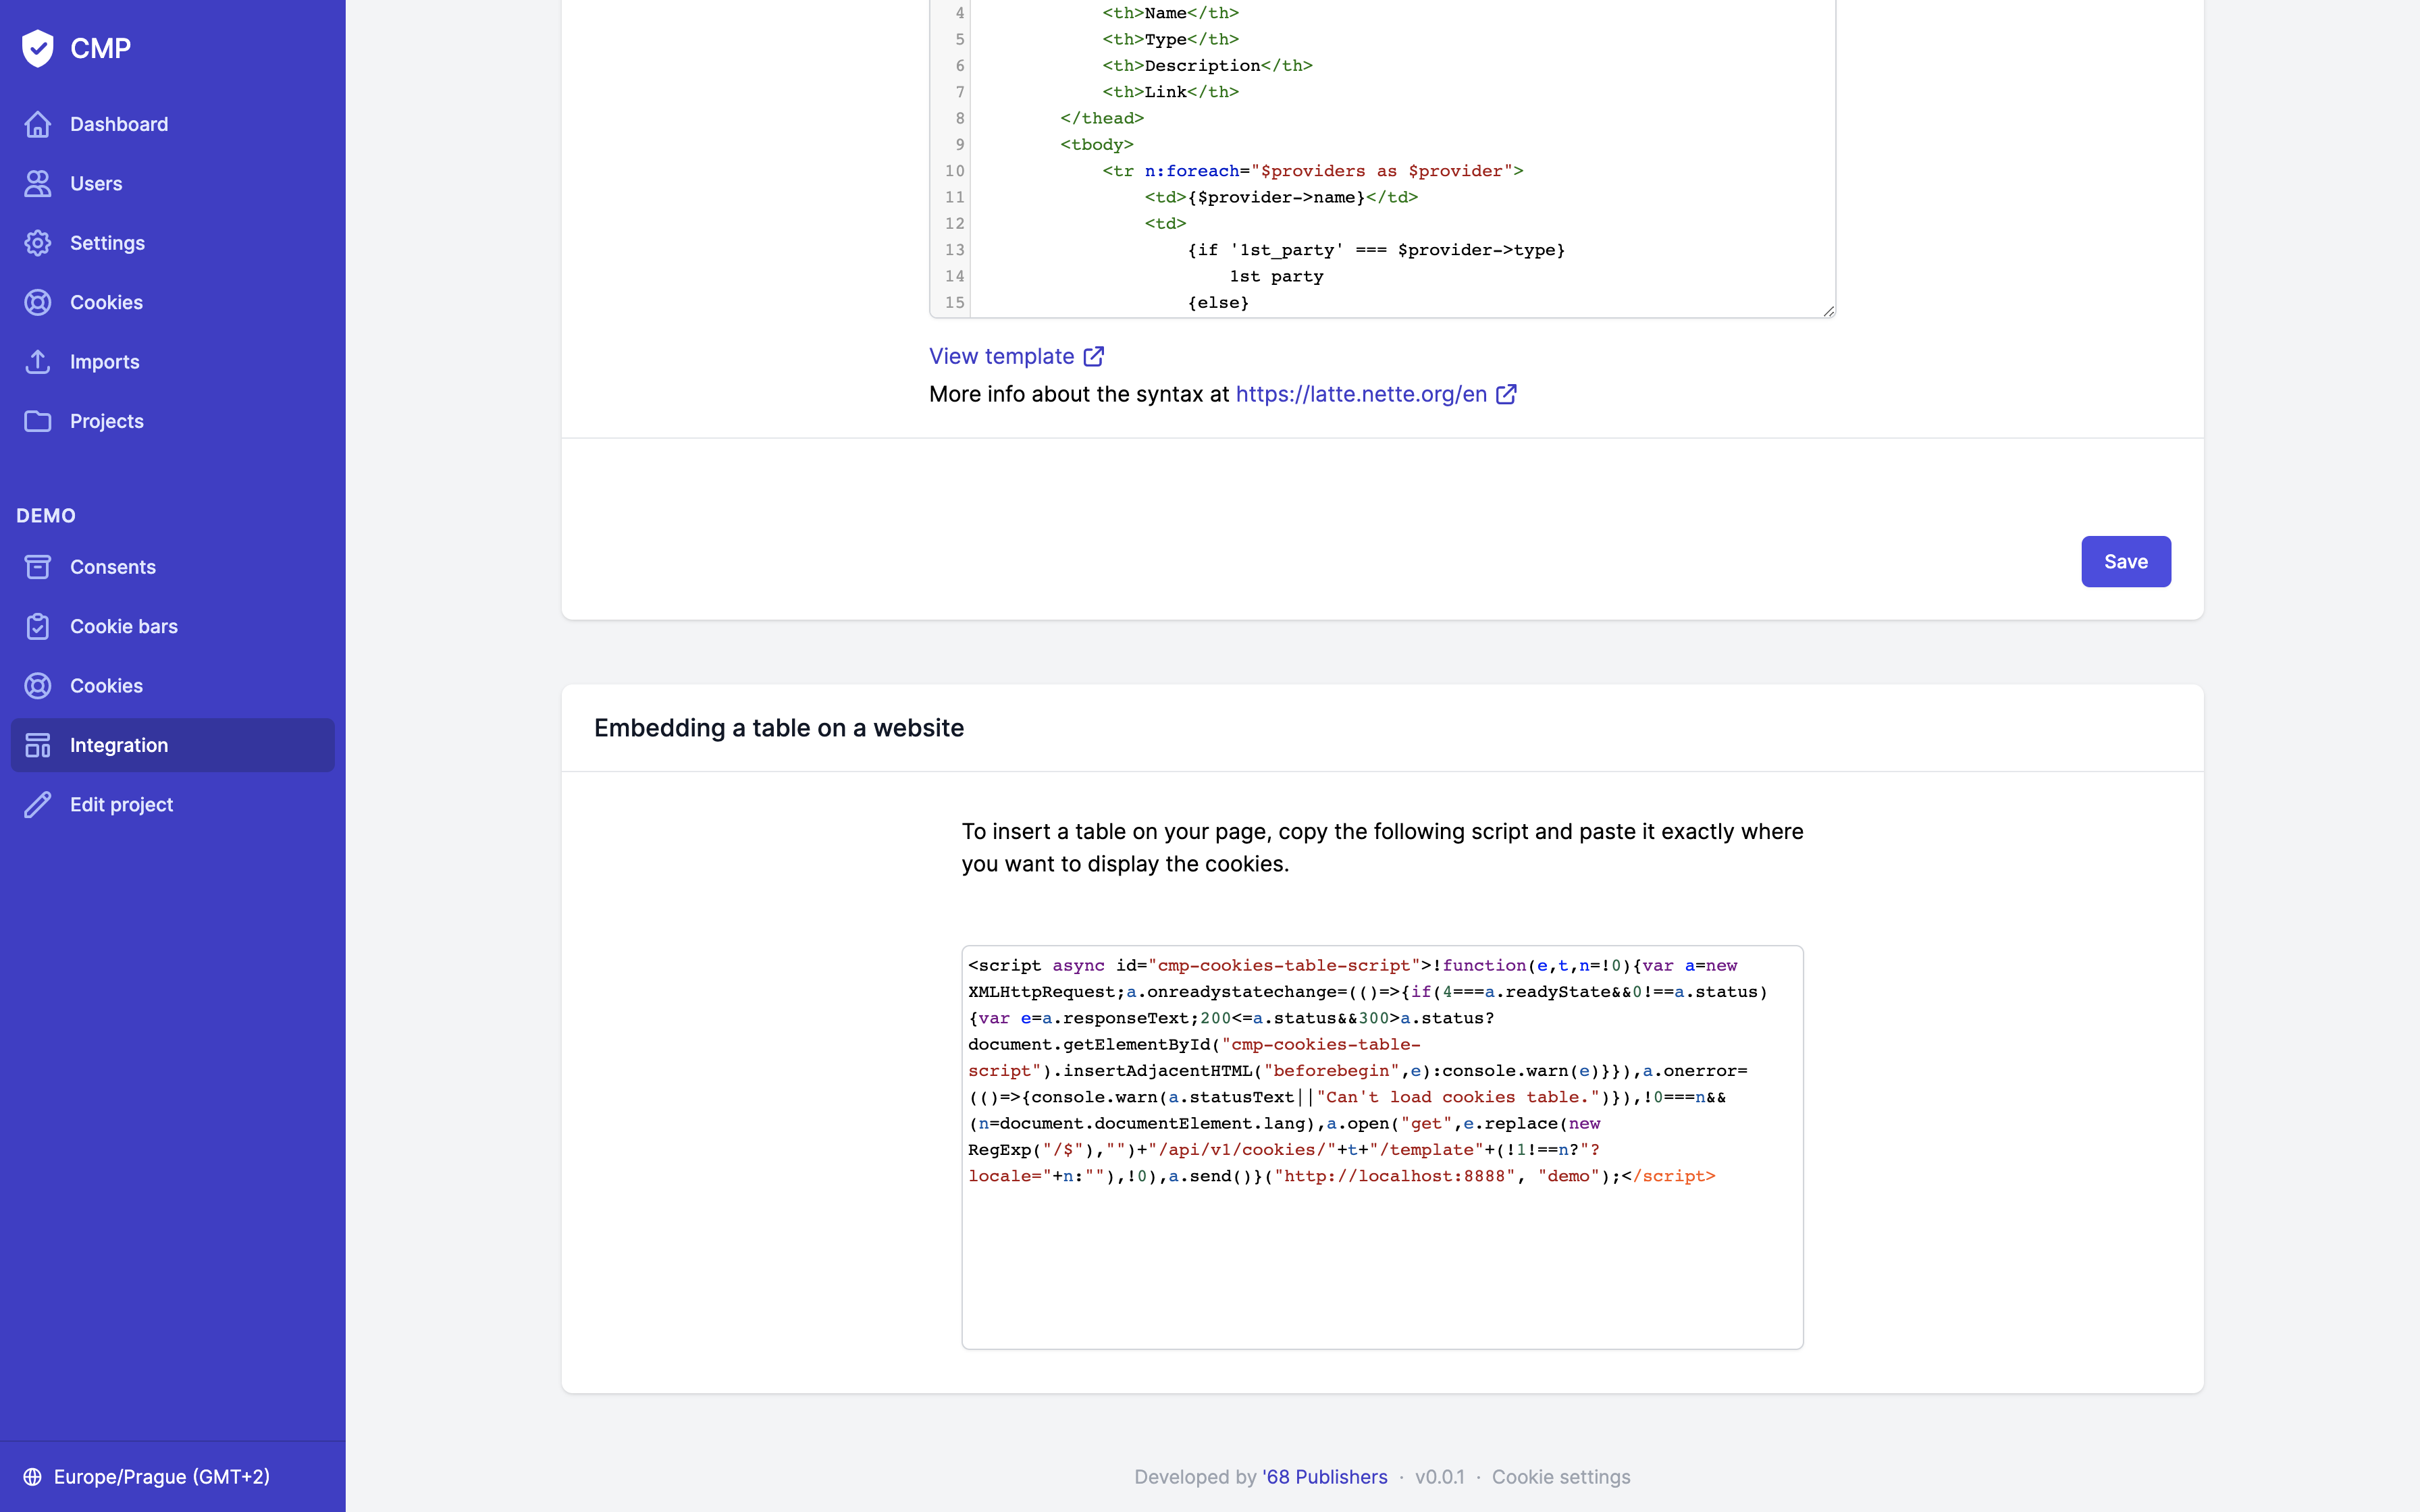 CMP
Dashboard
Users
Settings
Cookies
Imports
Projects
DEMO
Consents
Cookie bars
Cookies
Integration
Edit project
Europe/Prague (GMT+2)
4 <th>Name</th>
5 <th>Type</th>
6 <th>Description</th>
7 <th>Link</th>
8 </thead>
9 <tbody>
10 <tr n:foreach="$providers as $provider">
11 <td>{$provider->name}</td>
12 <td>
13 {if '1st_party' === $provider->type}
14 1st party
15 {else}
View template
More info about the syntax at https://latte.nette.org/en
Save
Embedding a table on a website
To insert a table on your page, copy the following script and paste it exactly where
you want to display the cookies.
<script async id="cmp-cookies-table-script">!function(e,t,n=!0){var a=new
XMLHttpRequest;a.onreadystatechange=(()=>{if(4===a.readyState&&0!==a.status)
{var e=a.responseText;200<=a.status&&300>a.status?
document.getElementById("cmp-cookies-table-
script").insertAdjacentHTML("beforebegin",e):console.warn(e)}}),a.onerror=
(()=>{console.warn(a.statusText||"Can't load cookies table.")}),!0===n&&
(n=document.documentElement.lang),a.open("get",e.replace(new
RegExp("/$"),"")+"/api/v1/cookies/"+t+"/template"+(!1!==n?"?
locale="+n:""),!0),a.send()}("http://localhost:8888", "demo");</script>
Developed by '68 Publishers · v0.0.1 · Cookie settings